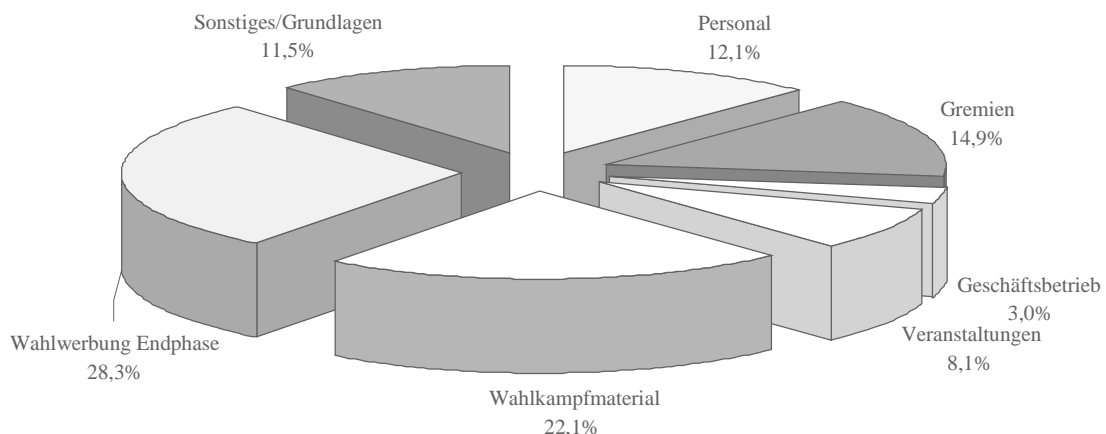 Sonstiges/Grundlagen
11,5%
Personal
12,1%
Gremien
14,9%
Geschäftsbetrieb
3,0%
Veranstaltungen
8,1%
Wahlwerbung Endphase
28,3%
Wahlkampfmaterial
22,1%